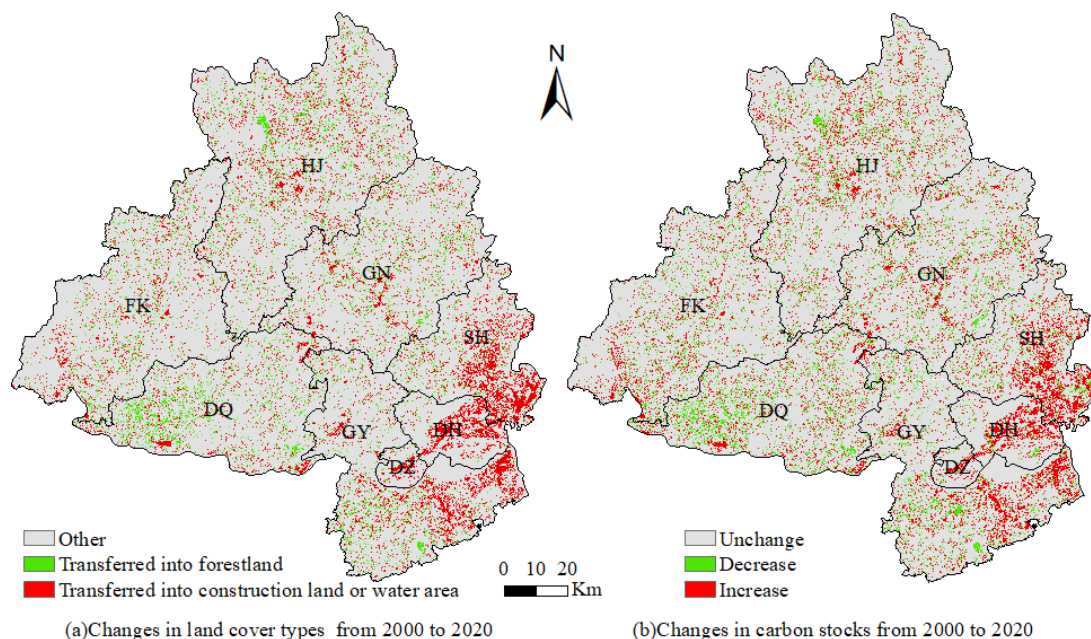 N
HJ
GN
FK
SH
DQ
GY
DH
DZ
HJ
GN
FK
SH
DQ
GY
DH
DZ
Other
Transferred into forestland
Transferred into construction land or water area
0 10 20
Km
Unchange
Decrease
Increase
(a)Changes in land cover types from 2000 to 2020
(b)Changes in carbon stocks from 2000 to 2020